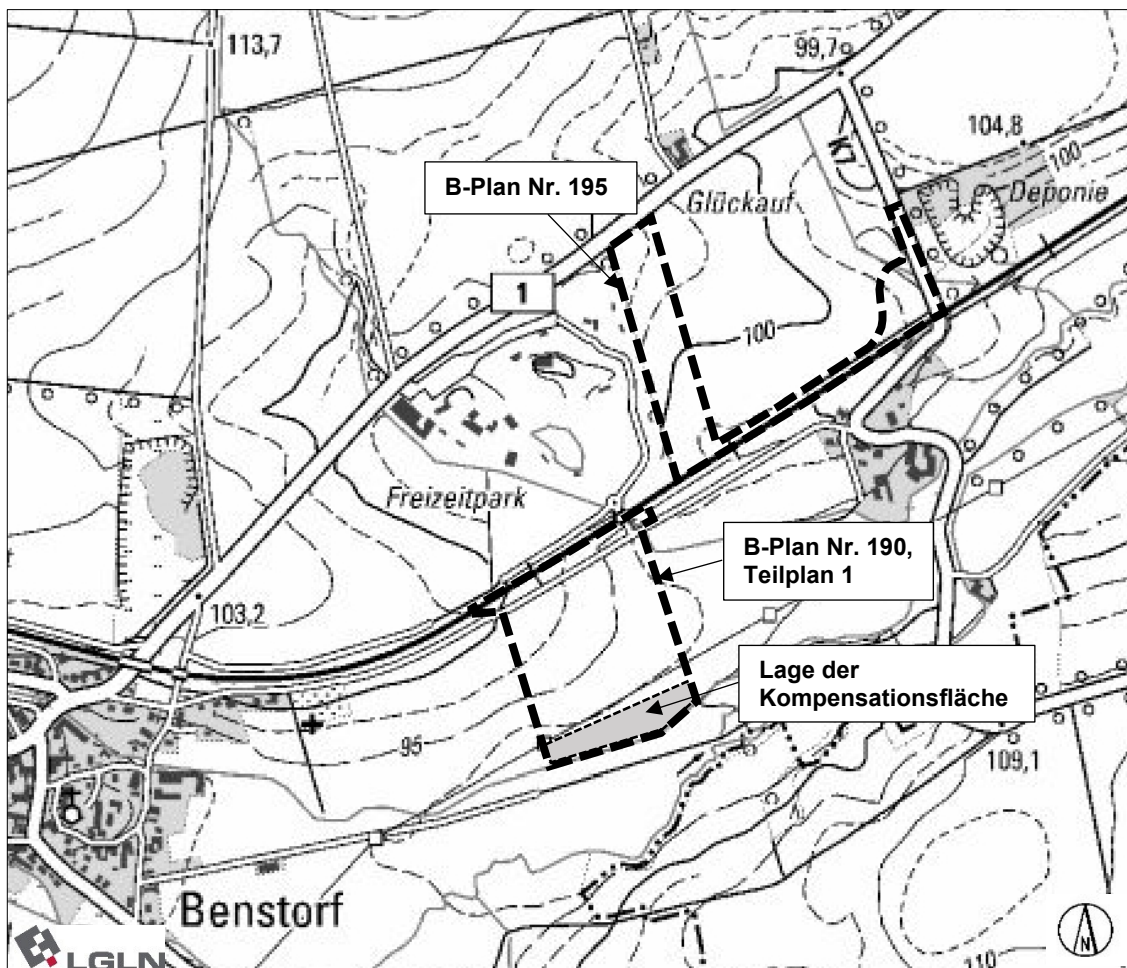 113,7
99,7
104,8
100
K7
B-Plan Nr. 195
Glückauf
Deponie
1
100
Freizeitpark
B-Plan Nr. 190,
Teilplan 1
103,2
Lage der
Kompensationsfläche
95
109,1
Benstorf
LGLN
N
110